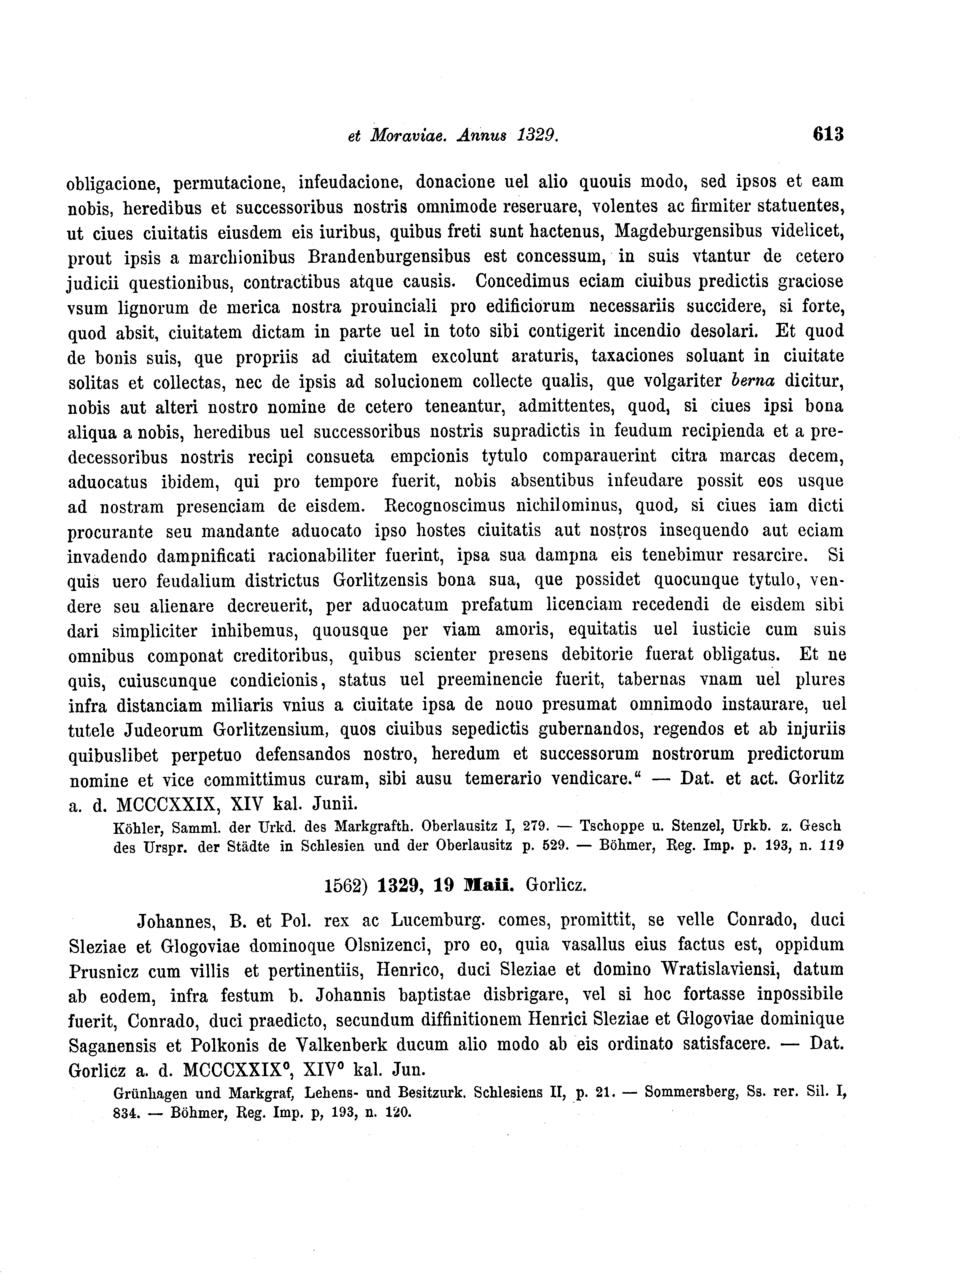 et Moraviae. Annus 1329. 613
obligacione, permutacione, infeudacione, donacione uel alio quouis modo, sed ipsos et eam
nobis, heredibus et successoribus nostris omnimode reseruare, volentes ac firmiter statuentes,
ut ciues ciuitatis eiusdem eis iuribus, quibus freti sunt hactenus, Magdeburgensibus videlicet,
prout ipsis a marchionibus Brandenburgensibus est concessum, in suis vtantur de cetero
judicii questionibus, contractibus atque causis. Concedimus eciam ciuibus predictis graciose
vsum lignorum de merica nostra prouinciali pro edificiorum necessariis succidere, si forte,
quod absit, ciuitatem dictam in parte uel in toto sibi contigerit incendio desolari. Et quod
de bonis suis, que propriis ad ciuitatem excolunt araturis, taxaciones soluant in ciuitate
solitas et collectas, nec de ipsis ad solucionem collecte qualis, que volgariter berna dicitur,
nobis aut alteri nostro nomine de cetero teneantur, admittentes, quod, si ciues ipsi bona
aliqua a nobis, heredibus uel successoribus nostris supradictis in feudum recipienda et a pre-
decessoribus nostris recipi consueta empcionis tytulo comparauerint citra marcas decem,
aduocatus ibidem, qui pro tempore fuerit, nobis absentibus infeudare possit eos usque
ad nostram presenciam de eisdem. Recognoscimus nichilominus, quod, si ciues iam dicti
procurante seu mandante aduocato ipso hostes ciuitatis aut nostros insequendo aut eciam
invadendo dampnificati racionabiliter fuerint, ipsa sua dampna eis tenebimur resarcire. Si
quis uero feudalium districtus Gorlitzensis bona sua, que possidet quocunque tytulo, ven-
dere seu alienare decreuerit, per aduocatum prefatum licenciam recedendi de eisdem sibi
dari simpliciter inhibemus, quousque per viam amoris, equitatis uel iusticie cum suis
omnibus componat creditoribus, quibus scienter presens debitorie fuerat obligatus. Et ne
quis, cuiuscunque condicionis, status uel preeminencie fuerit, tabernas vnam uel plures
infra distanciam miliaris vnius a ciuitate ipsa de nouo presumat omnimodo instaurare, uel
tutele Judeorum Gorlitzensium, quos ciuibus sepedictis gubernandos, regendos et ab injuriis
quibuslibet perpetuo defensandos nostro, heredum et successorum nostrorum predictorum
nomine et vice committimus curam, sibi ausu temerario vendicare.“ — Dat. et act. Gorlitz
a. d. MCCCXXIX, XIV kal. Junii.
Köhler, Samml. der Urkd. des Markgrafth. Oberlausitz I, 279. — Tschoppe u. Stenzel, Urkb. z. Gesch
des Urspr. der Städte in Schlesien und der Oberlausitz p. 529. — Böhmer, Reg. Imp. p. 193, n. 119
1562) 1329, 19 Maii. Gorlicz.
Johannes, B. et Pol. rex ac Lucemburg. comes, promittit, se velle Conrado, duci
Sleziae et Glogoviae dominoque Olsnizenci, pro eo, quia vasallus eius factus est, oppidum
Prusnicz cum villis et pertinentiis, Henrico, duci Sleziae et domino Wratislaviensi, datum
ab eodem, infra festum b. Johannis baptistae disbrigare, vel si hoc fortasse inpossibile
fuerit, Conrado, duci praedicto, secundum diffinitionem Henrici Sleziae et Glogoviae dominique
Saganensis et Polkonis de Valkenberk ducum alio modo ab eis ordinato satisfacere. — Dat.
Gorlicz a. d. MCCCXXIXº, XIVº kal. Jun.
Grünhagen und Markgraf, Lehens- und Besitzurk. Schlesiens II, p. 21. — Sommersberg, Ss. rer. Sil. I,
834. — Böhmer, Reg. Imp. p, 193, n. 120.